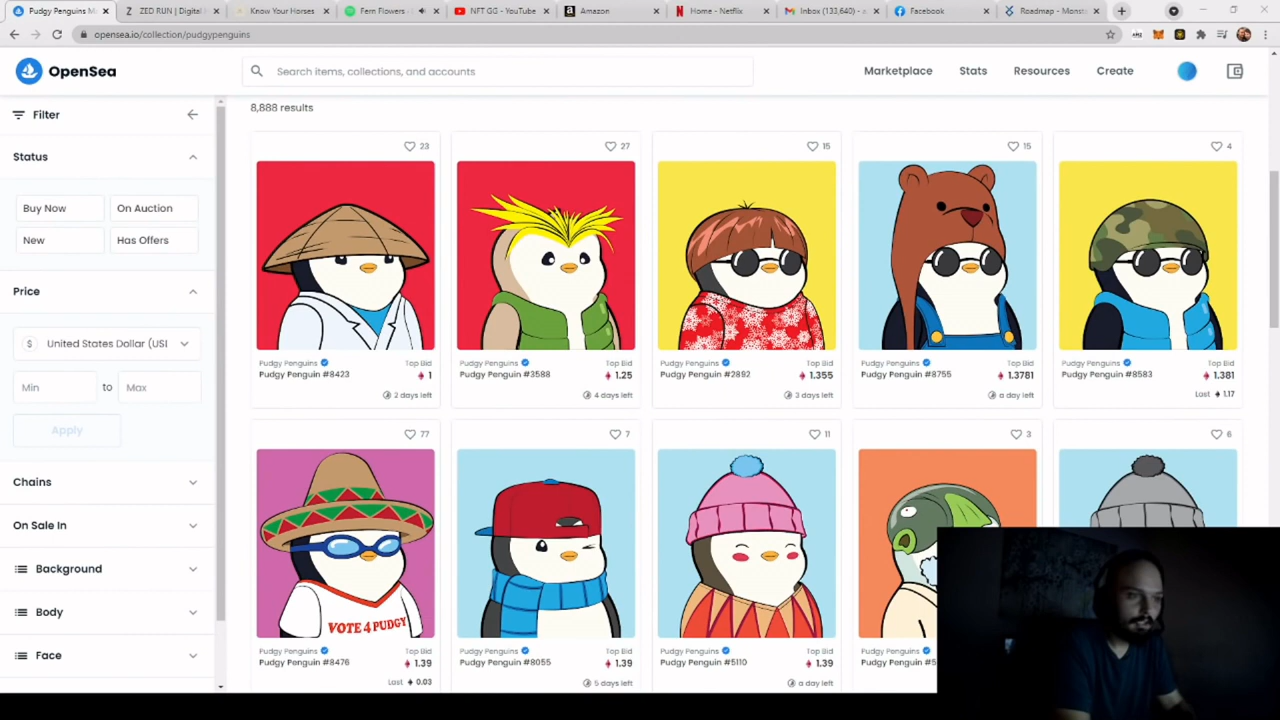 Pudgy Penguins Ma
ZED RUN | Digital
Know Your Horses
Fern Flowers -
NFT GG - YouTube
Amazon
Home - Netflix
Inbox (133,640) - a
Facebook
Roadmap - Monst
opensea.io/collection/pudgypenguins
OpenSea
Search items, collections, and accounts
Marketplace
Stats
Resources
Create
Filter
8,888 results
Status
Buy Now
On Auction
New
Has Offers
Price
$ United States Dollar (USI
Min
to
Max
Apply
Chains
On Sale In
Background
Body
Face
23
27
15
15
4
Pudgy Penguins Top Bid
Pudgy Penguin #8423 1
2 days left
Pudgy Penguins Top Bid
Pudgy Penguin #3588 1.25
4 days left
Pudgy Penguins Top Bid
Pudgy Penguin #2892 1.355
3 days left
Pudgy Penguins Top Bid
Pudgy Penguin #8755 1.3781
a day left
Pudgy Penguins Top Bid
Pudgy Penguin #8583 1.381
Last 1.17
77
7
11
3
6
VOTE 4 PUDGY
Pudgy Penguins Top Bid
Pudgy Penguin #8476 1.39
Last 0.03
Pudgy Penguins Top Bid
Pudgy Penguin #8055 1.39
5 days left
Pudgy Penguins Top Bid
Pudgy Penguin #5110 1.39
a day left
Pudgy Penguins
Pudgy Penguin #5